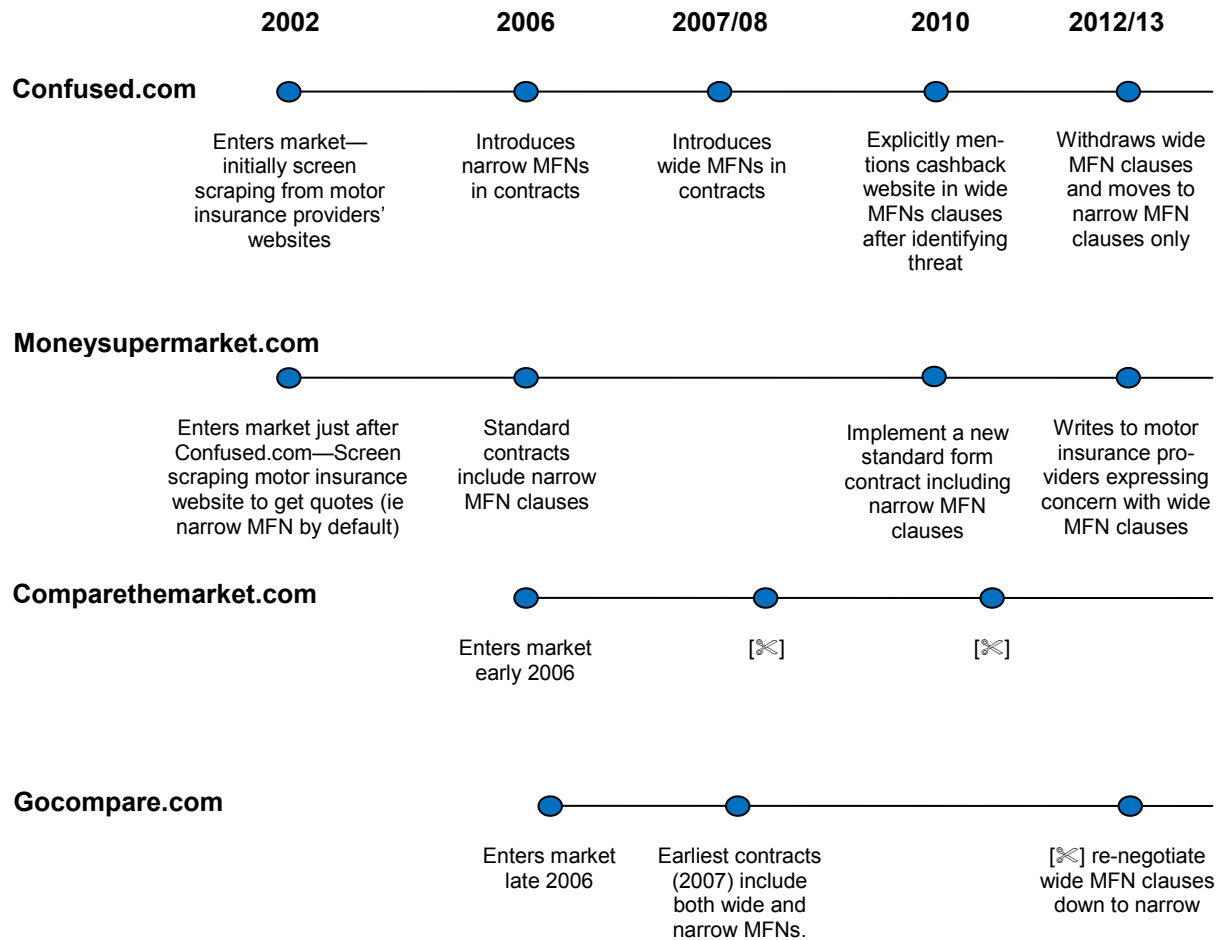 2002 2006 2007/08 2010 2012/13
Confused.com
Enters market—
initially screen
scraping from motor
insurance providers'
websites
Introduces
narrow MFNs
in contracts
Introduces
wide MFNs in
contracts
Explicitly men-
tions cashback
website in wide
MFNs clauses
after identifying
threat
Withdraws wide
MFN clauses
and moves to
narrow MFN
clauses only
Moneysupermarket.com
Enters market just after
Confused.com—Screen
scraping motor insurance
website to get quotes (ie
narrow MFN by default)
Standard
contracts
include narrow
MFN clauses
Implement a new
standard form
contract including
narrow MFN
clauses
Writes to motor
insurance pro-
viders expressing
concern with wide
MFN clauses
Comparethemarket.com
Enters market
early 2006
[✂]
[✂]
Gocompare.com
Enters market
late 2006
Earliest contracts
(2007) include
both wide and
narrow MFNs.
[✂] re-negotiate
wide MFN clauses
down to narrow